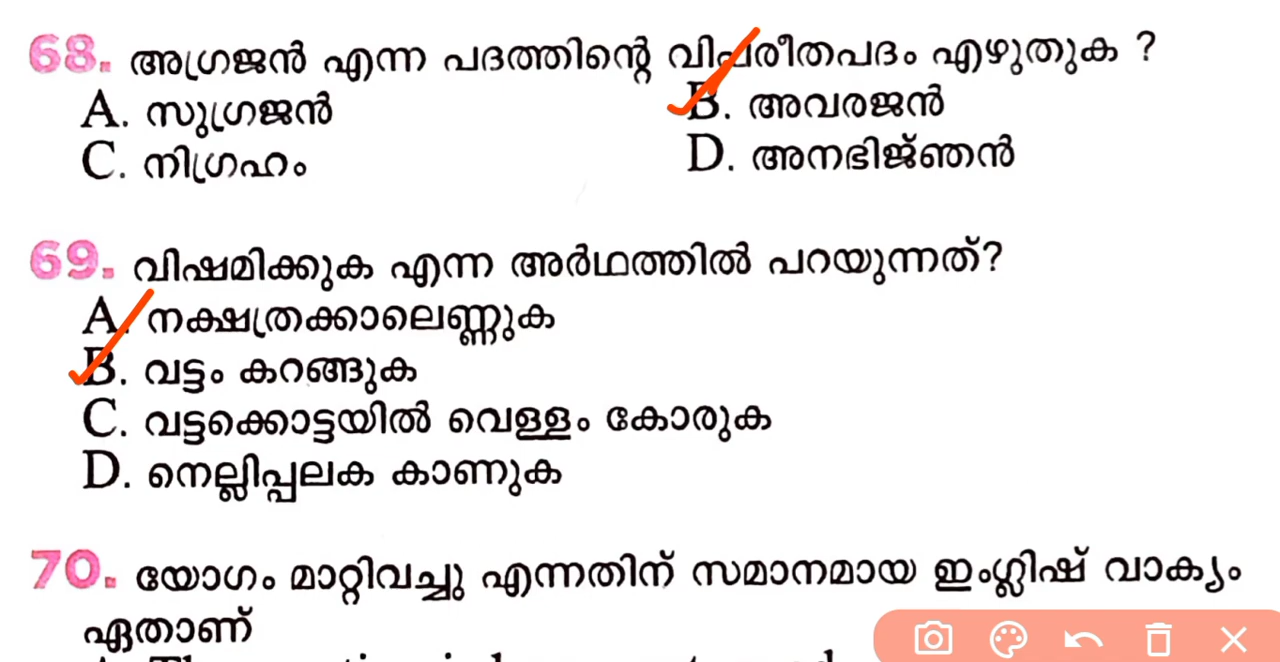 68. അഗ്രജൻ എന്ന പദത്തിന്റെ വിപരീതപദം എഴുതുക ?
A. സുഗ്രജൻ B. അവരജൻ
C. നിഗ്രഹം D. അനഭിജ്ഞൻ
69. വിഷമിക്കുക എന്ന അർഥത്തിൽ പറയുന്നത്?
A. നക്ഷത്രക്കാലെണ്ണുക
B. വട്ടം കറങ്ങുക
C. വട്ടക്കൊട്ടയിൽ വെള്ളം കോരുക
D. നെല്ലിപ്പലക കാണുക
70. യോഗം മാറ്റിവച്ചു എന്നതിന് സമാനമായ ഇംഗ്ലിഷ് വാക്യം
ഏതാണ്